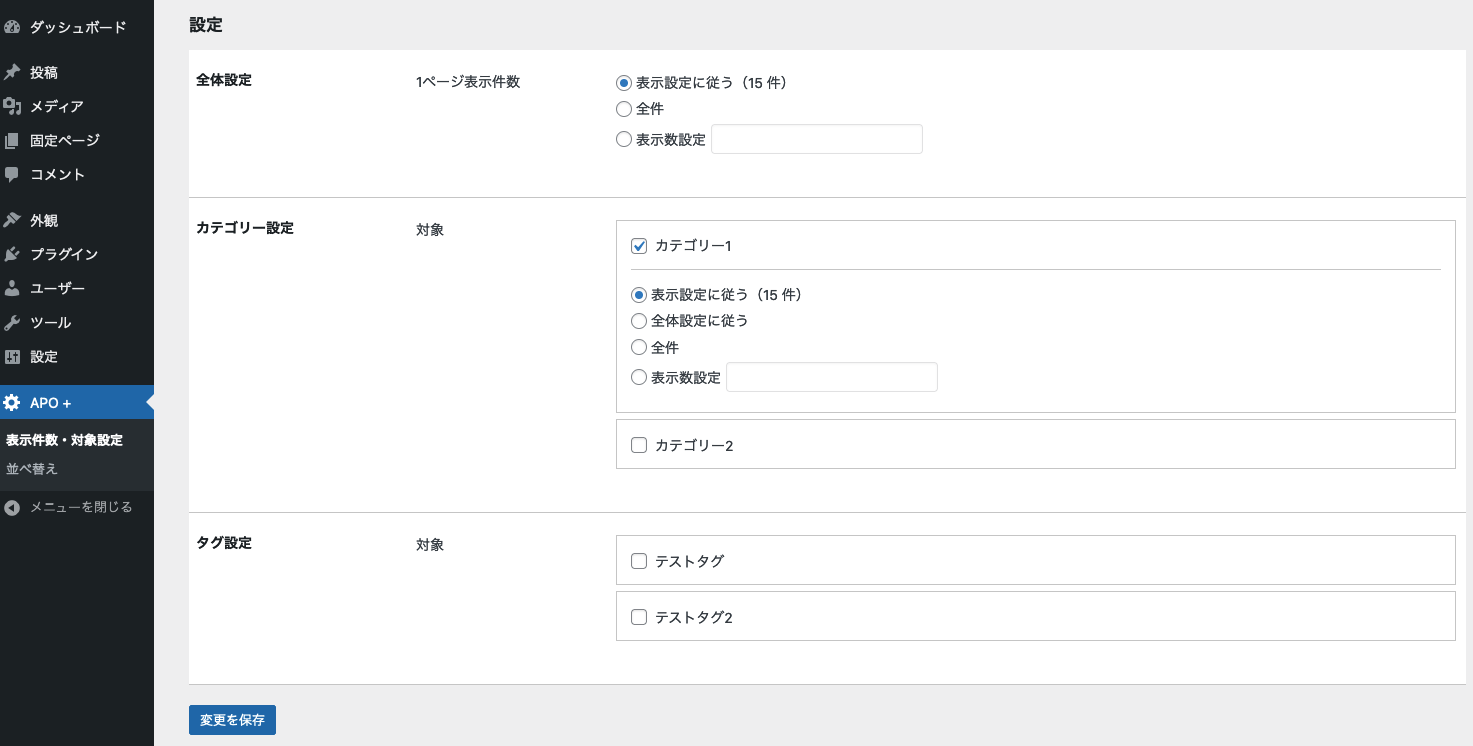 ダッシュボード
投稿
メディア
固定ページ
コメント
外観
プラグイン
ユーザー
ツール
設定
APO +
表示件数・対象設定
並べ替え
メニューを閉じる
設定
全体設定
1ページ表示件数
表示設定に従う（15 件）
全件
表示数設定
カテゴリー設定
対象
カテゴリー1
表示設定に従う（15 件）
全体設定に従う
全件
表示数設定
カテゴリー2
タグ設定
対象
テストタグ
テストタグ2
変更を保存